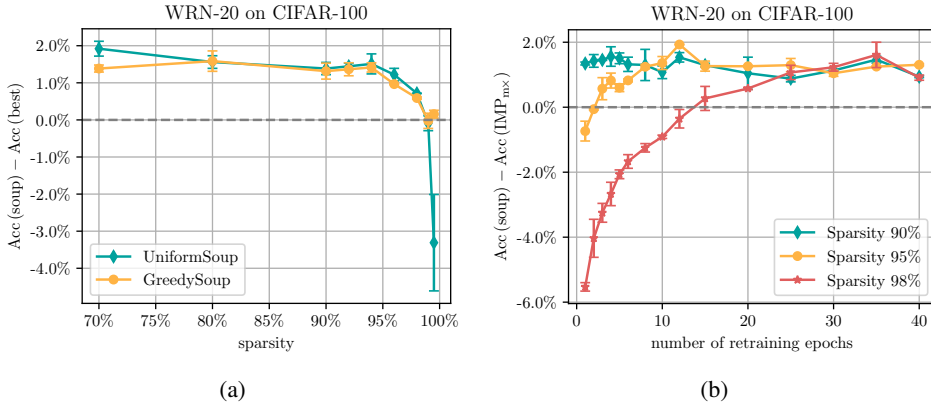 WRN-20 on CIFAR-100
2.0%
1.0%
0.0%
-1.0%
-2.0%
-3.0%
-4.0%
Acc (soup) − Acc (best)
UniformSoup
GreedySoup
70% 75% 80% 85% 90% 95% 100%
sparsity
(a)
WRN-20 on CIFAR-100
2.0%
0.0%
-2.0%
-4.0%
-6.0%
Acc (soup) − Acc (IMPm×)
Sparsity 90%
Sparsity 95%
Sparsity 98%
0 10 20 30 40
number of retraining epochs
(b)